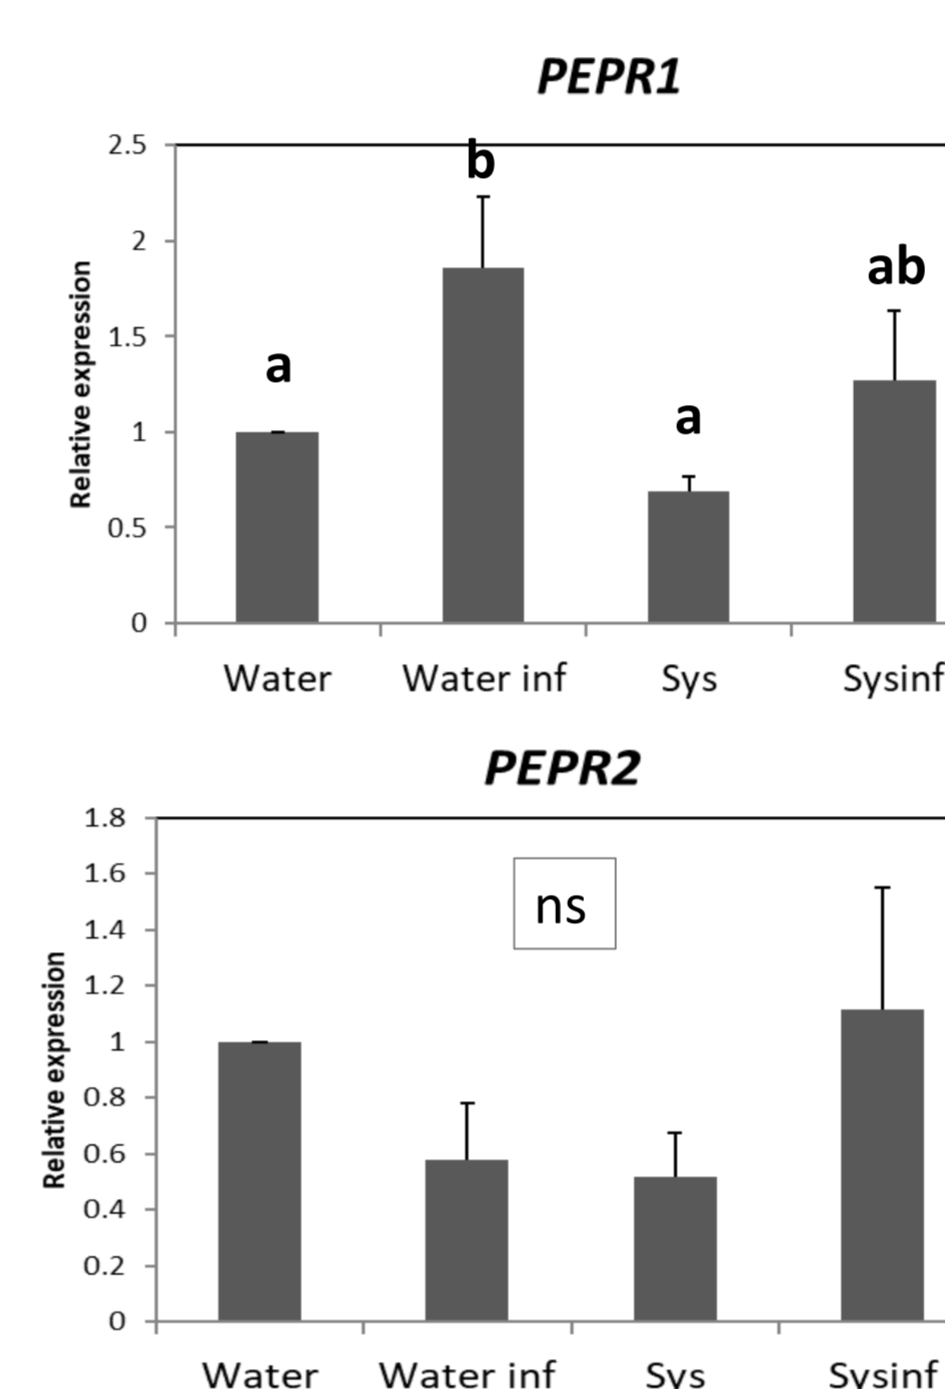 PEPR1
2.5
b
2
ab
1.5
a
a
1
0.5
0
Relative expression
Water
Water inf
Sys
Sysinf
PEPR2
1.8
1.6
ns
1.4
1.2
1
0.8
0.6
0.4
0.2
0
Relative expression
Water
Water inf
Sys
Sysinf